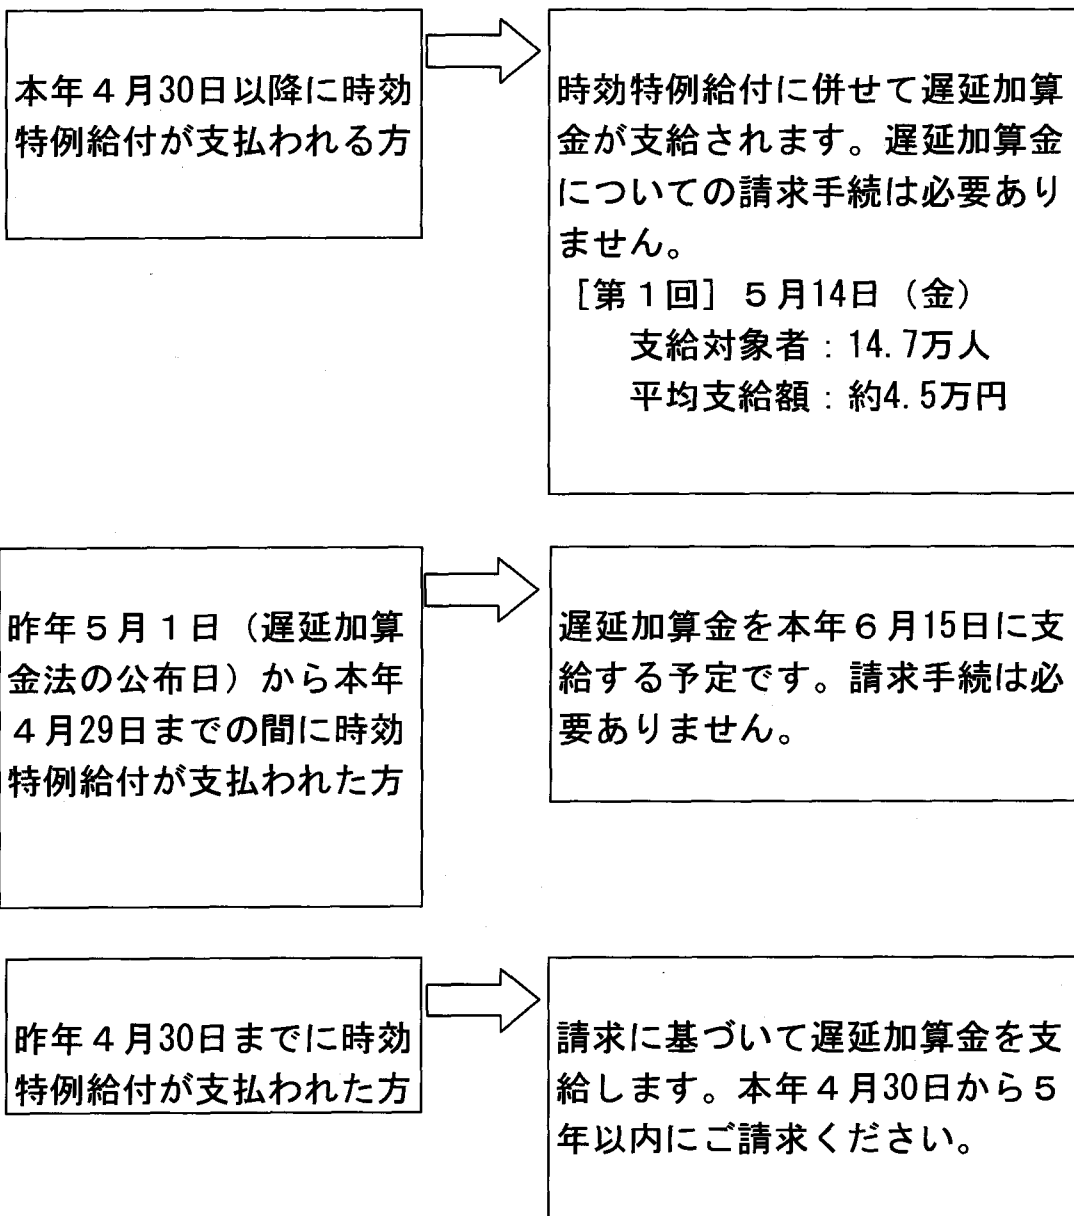 本年４月30日以降に時効
特例給付が支払われる方
時効特例給付に併せて遅延加算
金が支給されます。遅延加算金
についての請求手続は必要あり
ません。
［第１回］５月14日（金）
支給対象者：14.7万人
平均支給額：約4.5万円
昨年５月１日（遅延加算
金法の公布日）から本年
４月29日までの間に時効
特例給付が支払われた方
遅延加算金を本年６月15日に支
給する予定です。請求手続は必
要ありません。
昨年４月30日までに時効
特例給付が支払われた方
請求に基づいて遅延加算金を支
給します。本年４月30日から５
年以内にご請求ください。